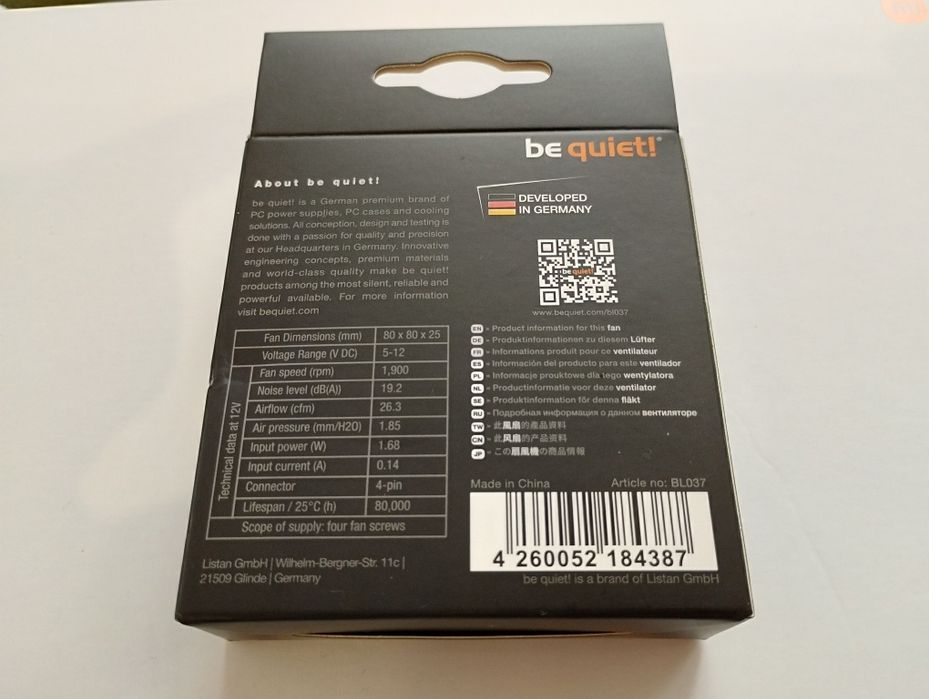 be quiet!®
About be quiet!
be quiet! is a German premium brand of
PC power supplies, PC cases and cooling
solutions. All conception, design and testing is
done with a passion for quality and precision
at our Headquarters in Germany. Innovative
engineering concepts, premium materials
and world-class quality make be quiet!
products among the most silent, reliable and
powerful available. For more information
visit bequiet.com
DEVELOPED
IN GERMANY
be quiet!
www.bequiet.com/bl037
EN - Product information for this fan
DE - Produktinformationen zu diesem Lüfter
FR - Informations produit pour ce ventilateur
ES - Información del producto para este ventilador
PL - Informacje prouktowe dla tego wentylatora
NL - Productinformatie voor deze ventilator
SE - Produktinformation för denna fläkt
RU - Подробная информация о данном вентиляторе
TW - 此風扇的產品資料
CN - 此风扇的产品资料
JP - この扇風機の商品情報
Fan Dimensions (mm) 80 x 80 x 25
Voltage Range (V DC) 5-12
Technical data at 12V
Fan speed (rpm) 1,900
Noise level (dB(A)) 19.2
Airflow (cfm) 26.3
Air pressure (mm/H2O) 1.85
Input power (W) 1.68
Input current (A) 0.14
Connector 4-pin
Lifespan / 25°C (h) 80,000
Scope of supply: four fan screws
Listan GmbH | Wilhelm-Bergner-Str. 11c |
21509 Glinde | Germany
Made in China Article no: BL037
4 260052 184387
be quiet! is a brand of Listan GmbH